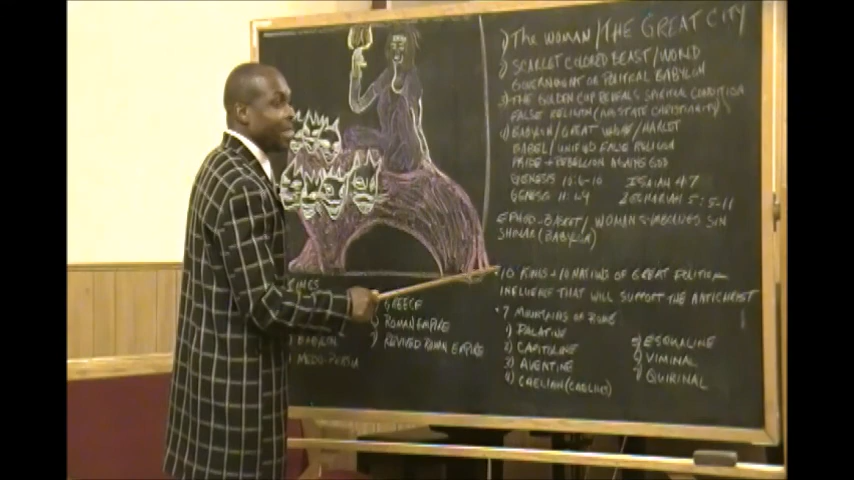 1) THE WOMAN/THE GREAT CITY
2) SCARLET COLORED BEAST/WORLD
GOVERNMENT OR POLITICAL BABYLON
3) THE GOLDEN CUP REVEALS SPIRITUAL CONDITION
FALSE RELIGION (APOSTATE CHRISTIANITY)
4) BABYLON/GREAT WHORE/HARLOT
BABEL/UNIFIED FALSE RELIGION
PRIDE + REBELLION AGAINST GOD
GENESIS 10:6-10 ISAIAH 47
GENESIS 11:1-9 ZECHARIAH 5:5-11
EPHOD-BASKET/WOMAN SYMBOLIZES SIN
SHINAR (BABYLON)
10 KINGS + 10 NATIONS OF GREAT POLITICAL
INFLUENCE THAT WILL SUPPORT THE ANTICHRIST
7 MOUNTAINS OF ROME
1) PALATINE
2) CAPITOLINE
3) AVENTINE
4) CAELIAN (CAELIUS)
5) ESQUALINE
6) VIMINAL
7) QUIRINAL
KINGS
BABYLON
MEDO-PERSIA
GREECE
ROMAN EMPIRE
REVIVED ROMAN EMPIRE